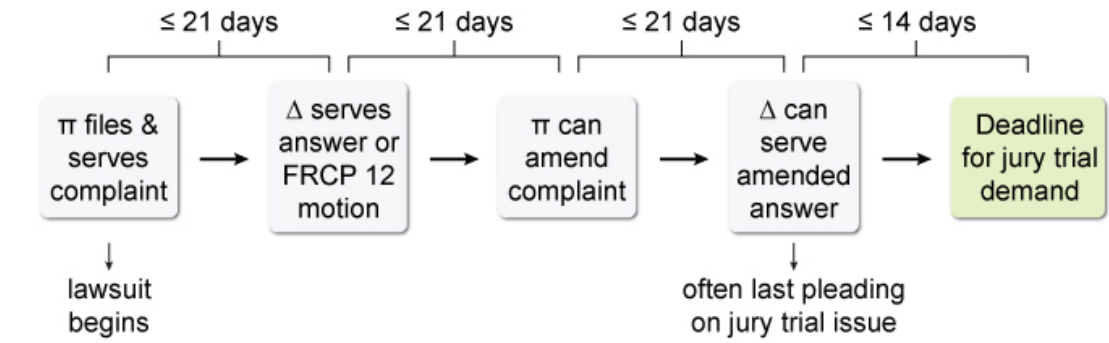 ≤ 21 days
≤ 21 days
≤ 21 days
≤ 14 days
π files &
serves
complaint
Δ serves
answer or
FRCP 12
motion
π can
amend
complaint
Δ can
serve
amended
answer
Deadline
for jury trial
demand
lawsuit
begins
often last pleading
on jury trial issue